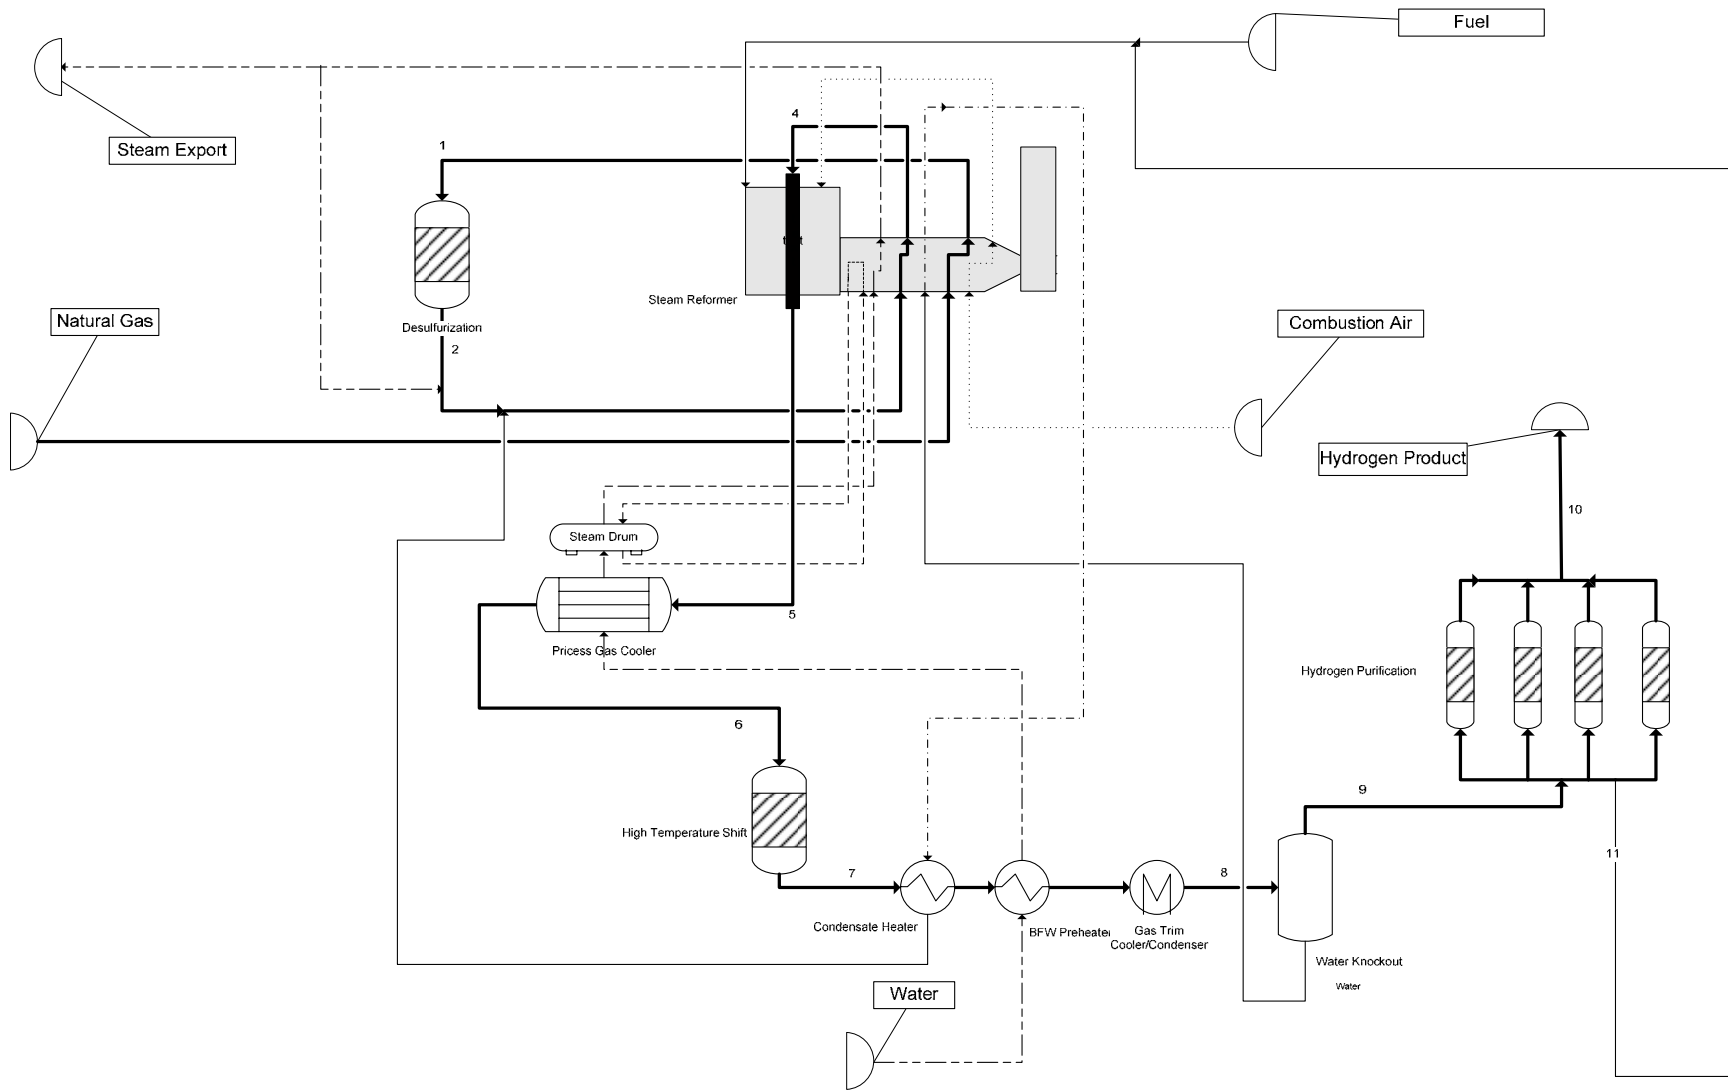 Fuel
Steam Export
4
1
Steam Reformer
Natural Gas
Desulfurization
2
Combustion Air
Hydrogen Product
10
Steam Drum
5
Pricess Gas Cooler
Hydrogen Purification
6
High Temperature Shift
9
11
7
8
Condensate Heater
BFW Preheater
Gas Trim
Cooler/Condenser
Water Knockout
Water
Water